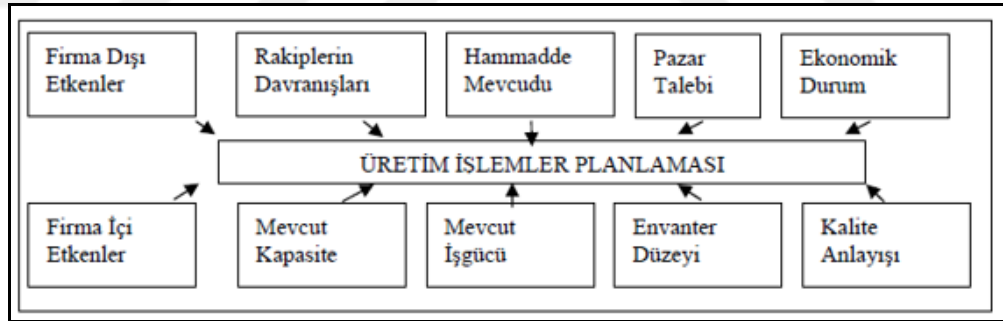 Firma Dışı
Etkenler
Rakiplerin
Davranışları
Hammadde
Mevcudu
Pazar
Talebi
Ekonomik
Durum
ÜRETİM İŞLEMLER PLANLAMASI
Firma İçi
Etkenler
Mevcut
Kapasite
Mevcut
İşgücü
Envanter
Düzeyi
Kalite
Anlayışı